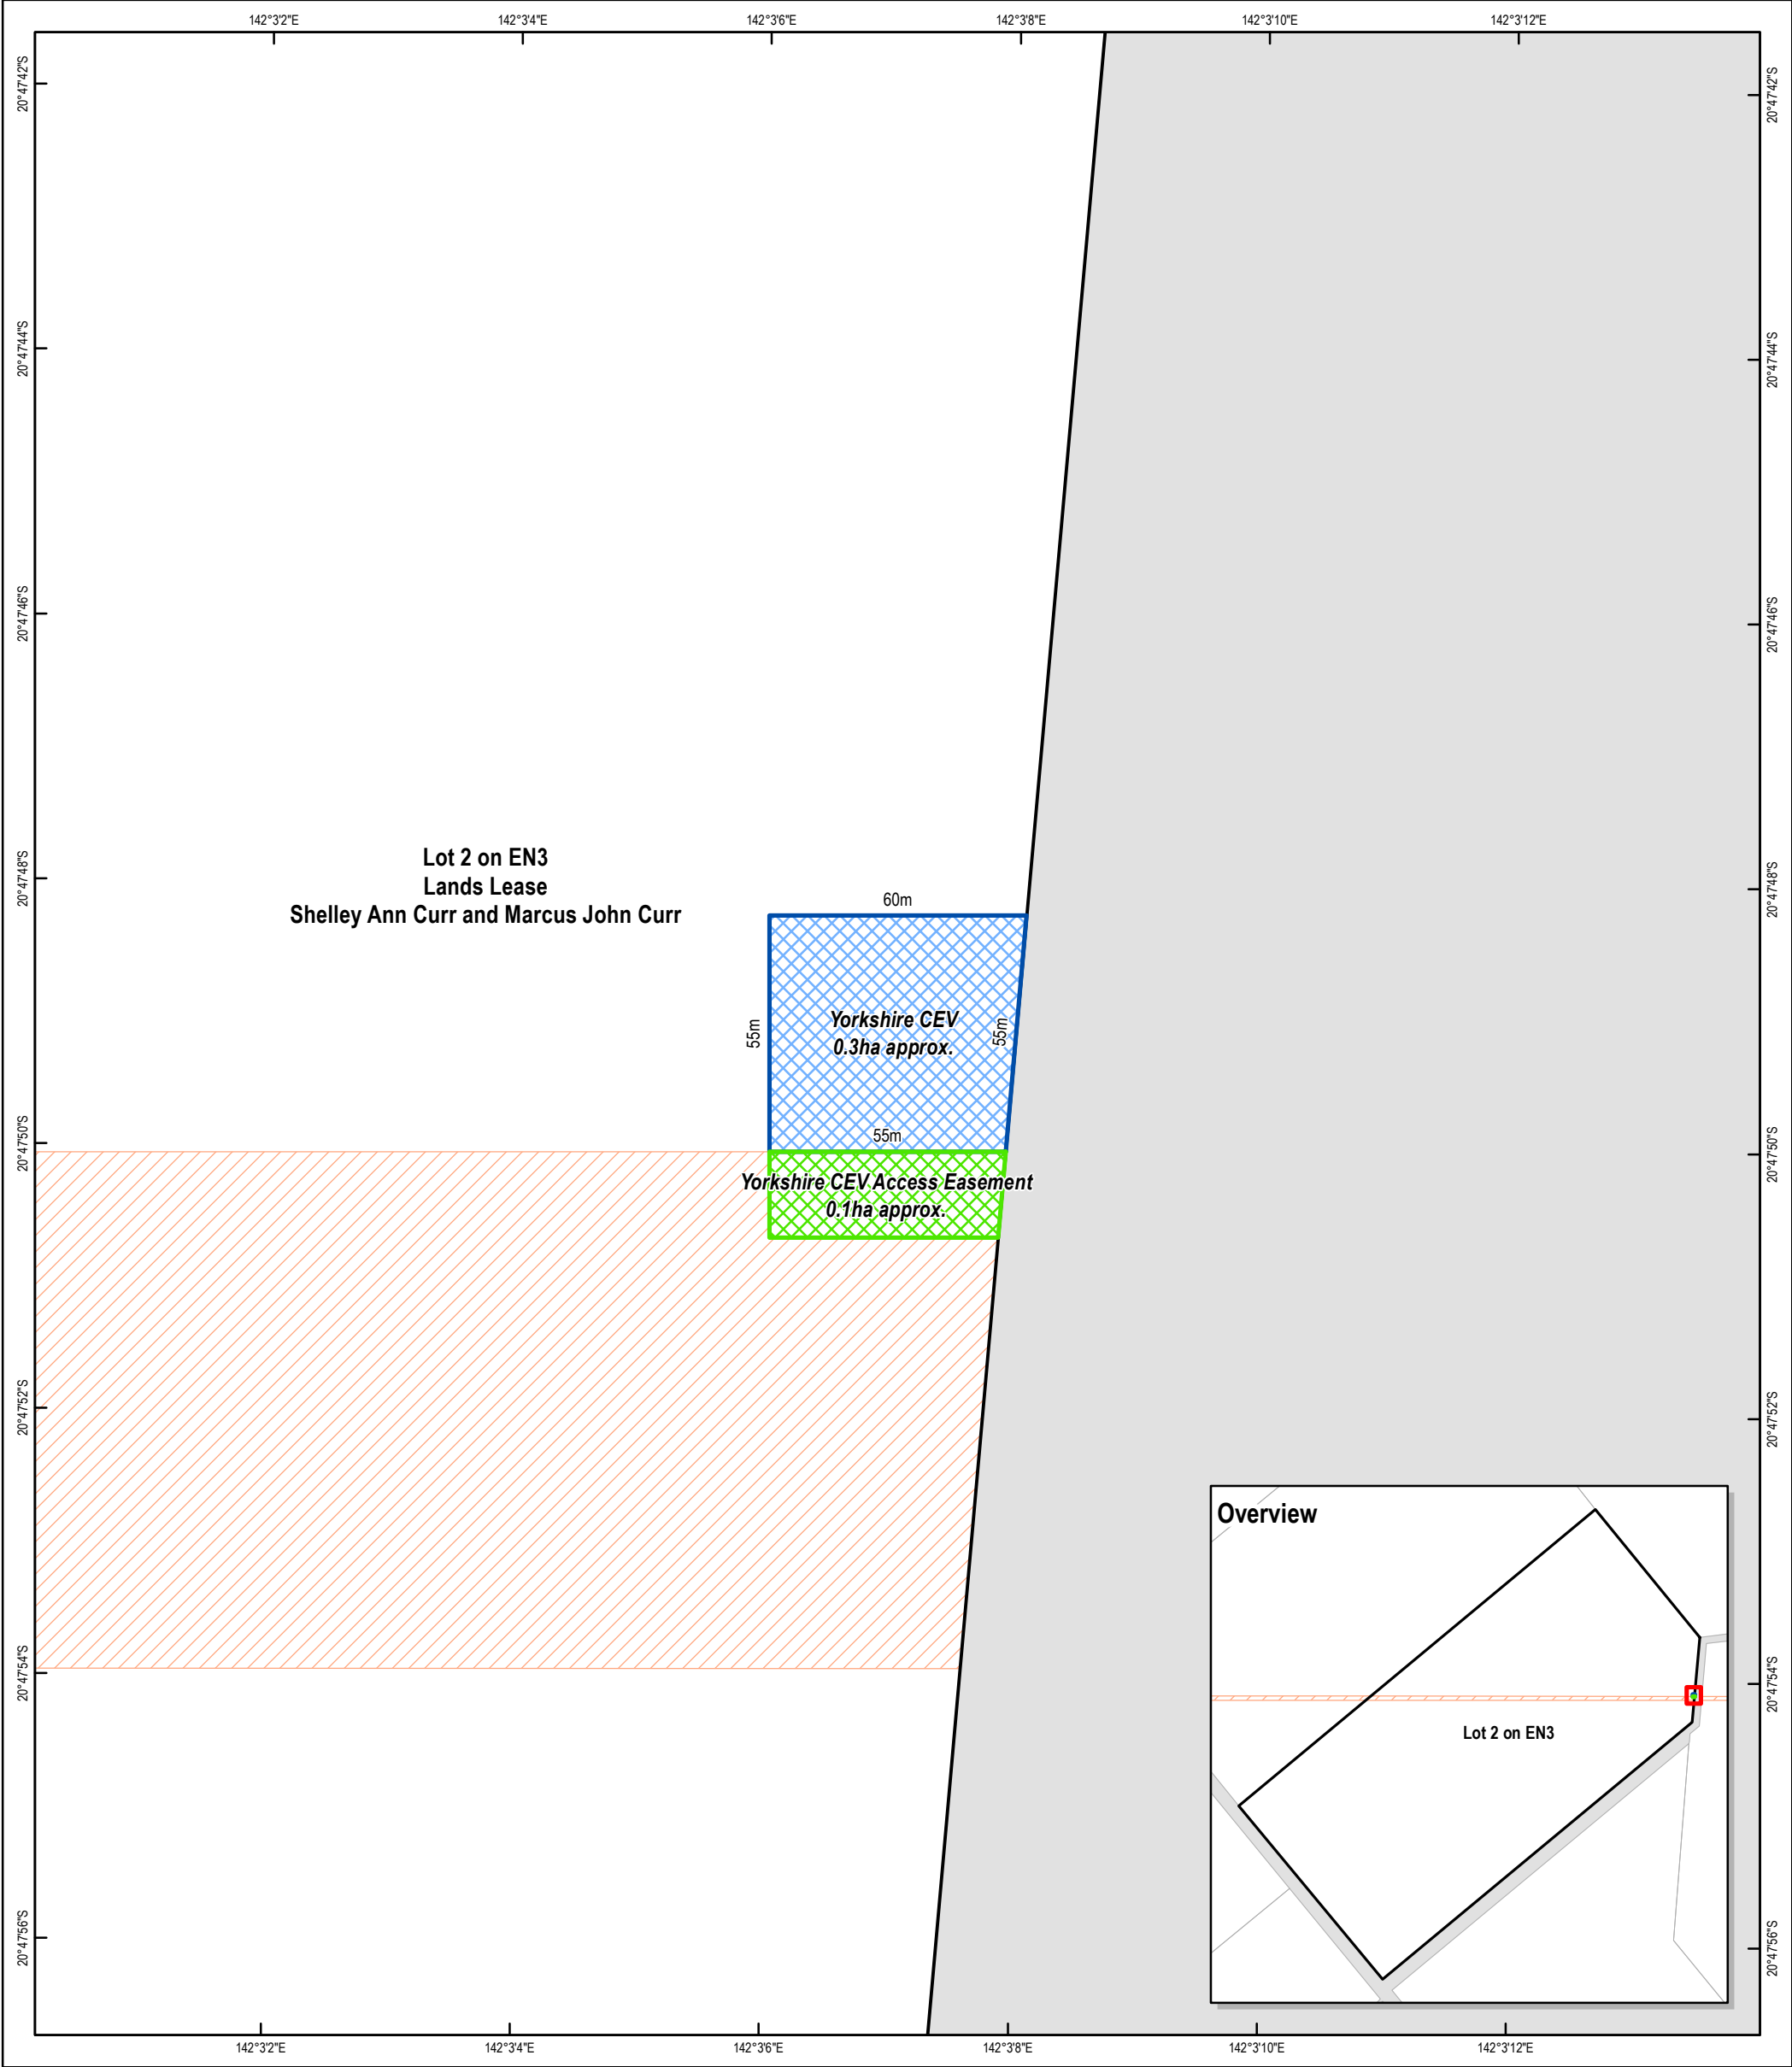 142°3'2"E
142°3'4"E
142°3'6"E
142°3'8"E
142°3'10"E
142°3'12"E
20°47'42"S
20°47'42"S
20°47'44"S
20°47'44"S
20°47'46"S
20°47'46"S
20°47'48"S
20°47'48"S
Lot 2 on EN3
Lands Lease
Shelley Ann Curr and Marcus John Curr
60m
55m
Yorkshire CEV
0.3ha approx.
55m
55m
20°47'50"S
20°47'50"S
Yorkshire CEV Access Easement
0.1ha approx.
20°47'52"S
20°47'52"S
Overview
Lot 2 on EN3
20°47'54"S
20°47'54"S
20°47'56"S
20°47'56"S
142°3'2"E
142°3'4"E
142°3'6"E
142°3'8"E
142°3'10"E
142°3'12"E